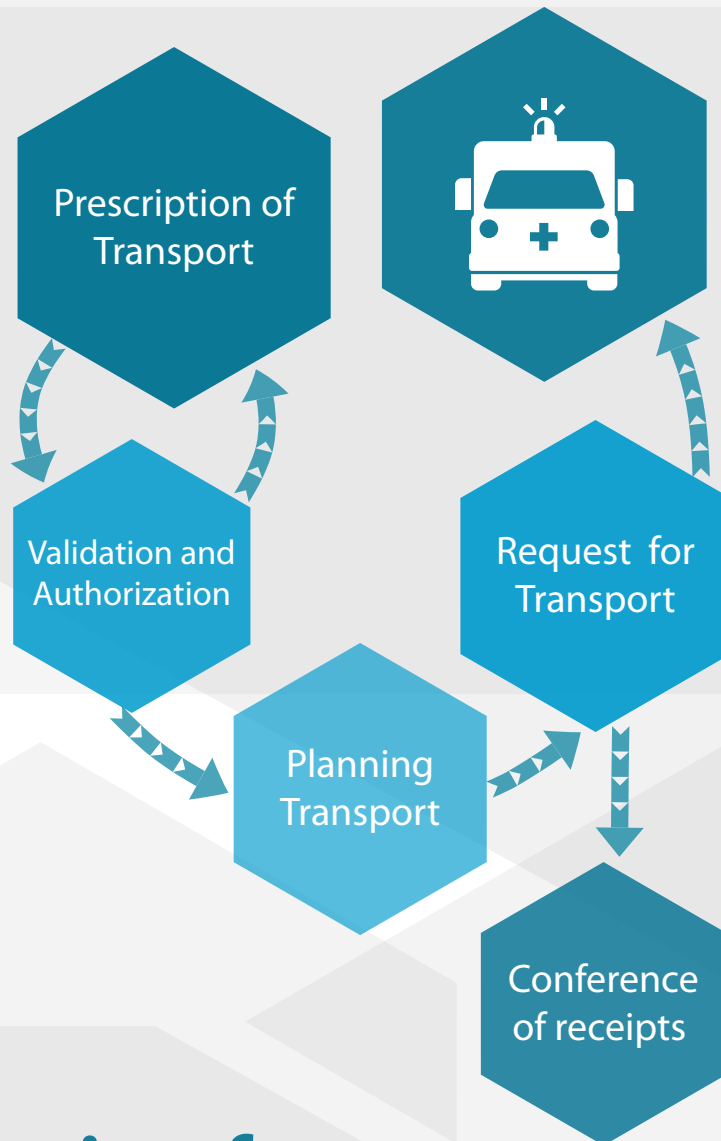 Prescription of
Transport
Validation and
Authorization
Request for
Transport
Planning
Transport
Conference
of receipts